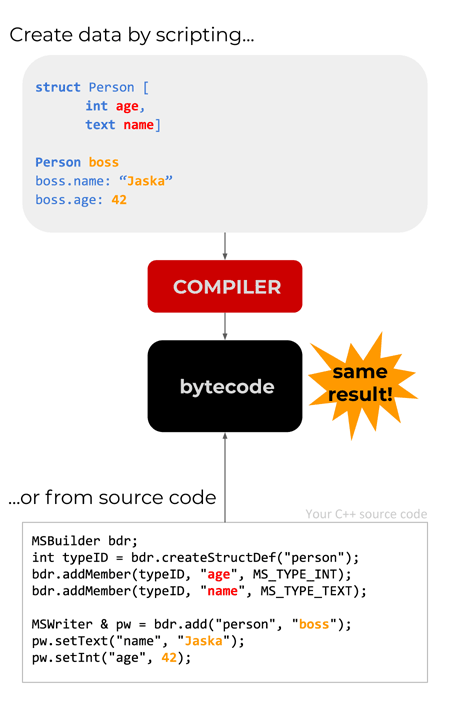 Create data by scripting...
struct Person [
int age,
text name]
Person boss
boss.name: “Jaska”
boss.age: 42
COMPILER
bytecode
same
result!
...or from source code
Your C++ source code
MSBuilder bdr;
int typeID = bdr.createStructDef("person");
bdr.addMember(typeID, "age", MS_TYPE_INT);
bdr.addMember(typeID, "name", MS_TYPE_TEXT);
MSWriter & pw = bdr.add("person", "boss");
pw.setText("name", "Jaska");
pw.setInt("age", 42);